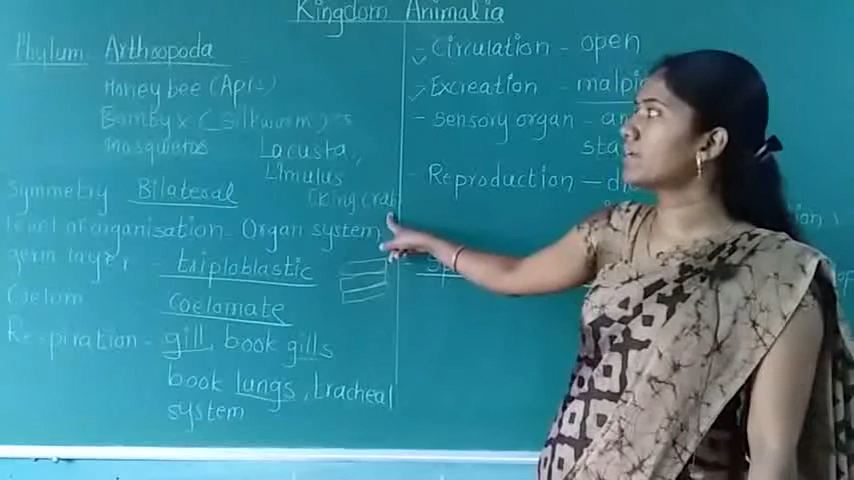 Kingdom Animalia
Phylum Arthropoda
Honey bee (Apis)
Bombyx (Silkworm)
mosquetoes Lacusta,
Limulus
(King crab)
Symmetry Bilateral
level of organisation - Organ system
germ layer - triploblastic
Coelom coelomate
Respiration - gill, book gills
book lungs, tracheal
system
- Circulation - open
- Excreation - malpi
- sensory organ - an
sta
- Reproduction - di